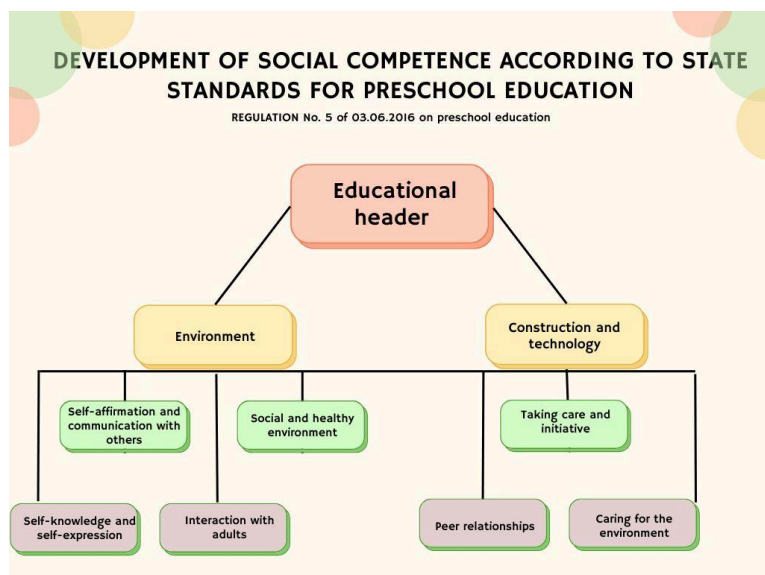 DEVELOPMENT OF SOCIAL COMPETENCE ACCORDING TO STATE
STANDARDS FOR PRESCHOOL EDUCATION
REGULATION No. 5 of 03.06.2016 on preschool education
Educational
header
Environment
Construction and
technology
Self-affirmation and
communication with
others
Social and healthy
environment
Taking care and
initiative
Self-knowledge and
self-expression
Interaction with
adults
Peer relationships
Caring for the
environment